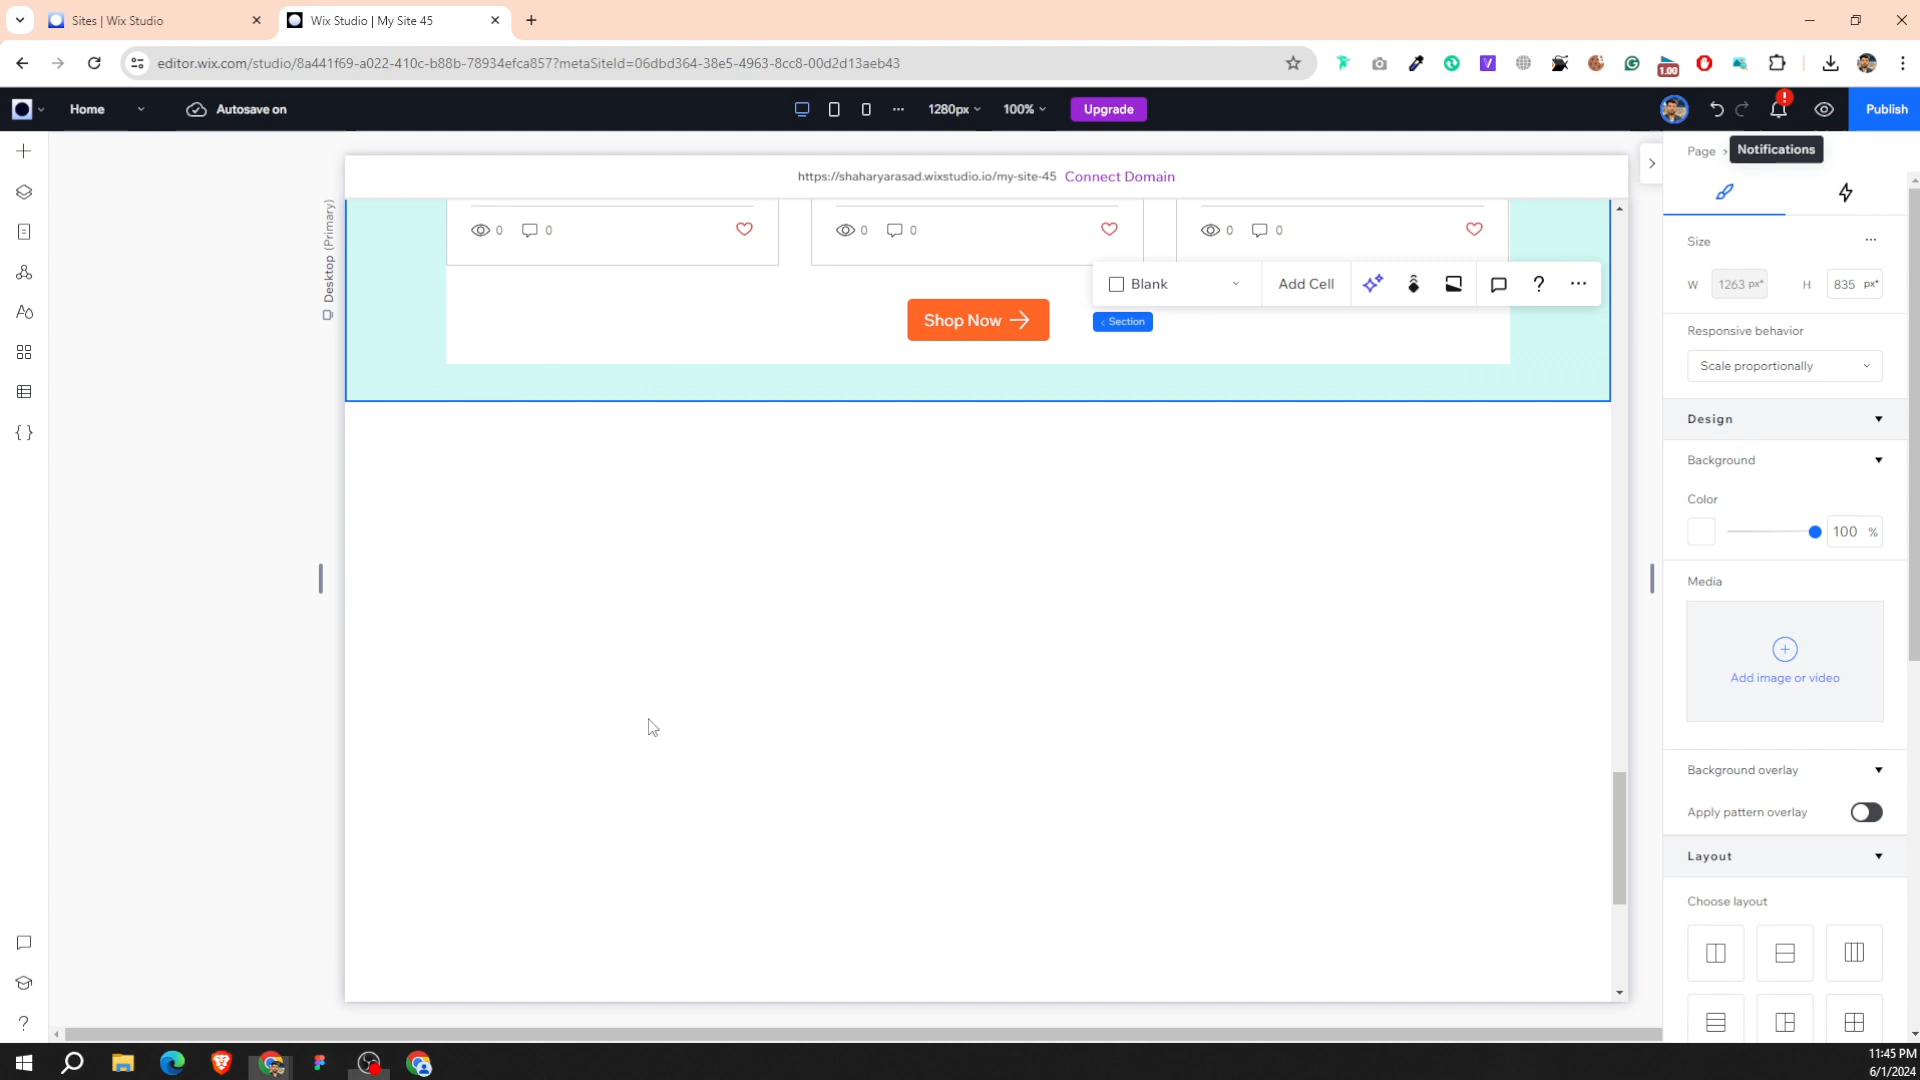 Sites | Wix Studio
Wix Studio | My Site 45
editor.wix.com/studio/8a441f69-a022-410c-b88b-78934efca857?metaSiteId=06dbd364-38e5-4963-8cc8-00d2d13aeb43
1.00
Home
Autosave on
1280px
100%
Upgrade
Publish
Page
Notifications
https://shaharyarasad.wixstudio.io/my-site-45 Connect Domain
Desktop (Primary)
0 0
0 0
0 0
Blank
Add Cell
Shop Now
< Section
Size
W 1263 px*
H 835 px*
Responsive behavior
Scale proportionally
Design
Background
Color
100 %
Media
Add image or video
Background overlay
Apply pattern overlay
Layout
Choose layout
11:45 PM
6/1/2024